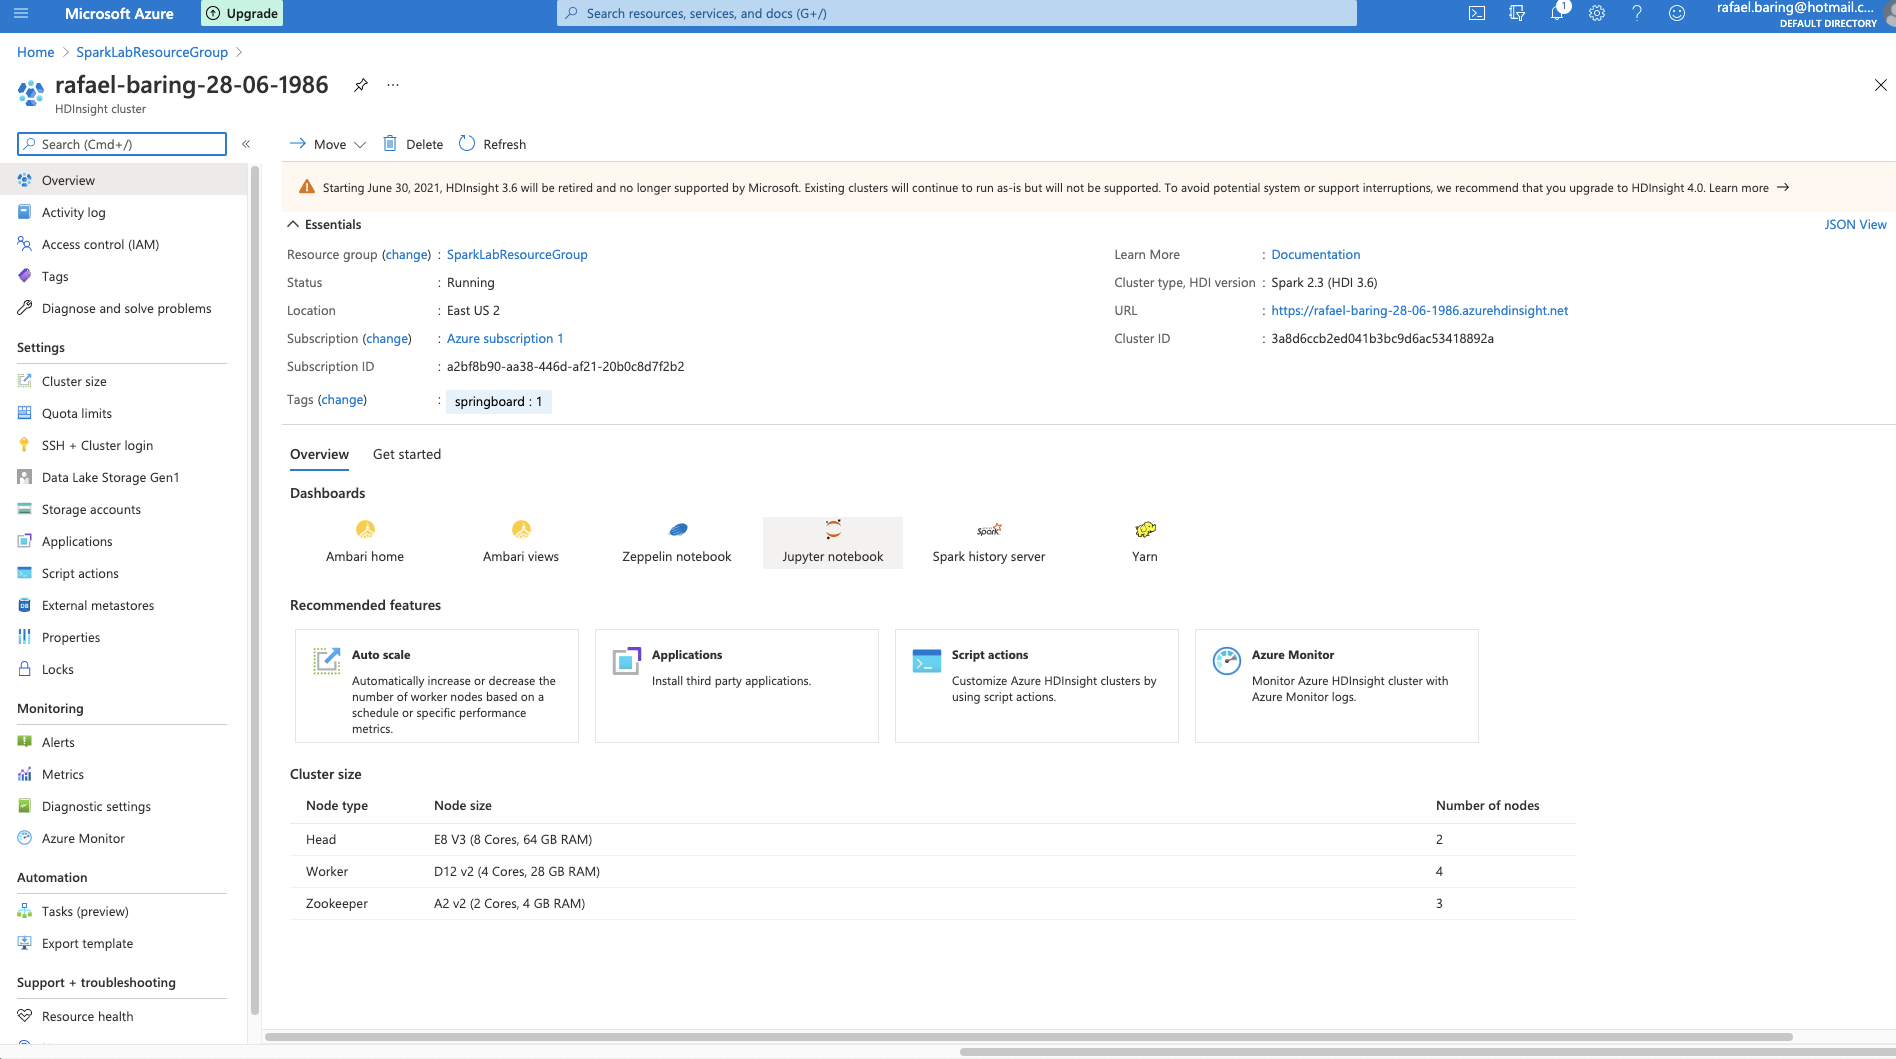 Microsoft Azure
Upgrade
Search resources, services, and docs (G+/)
1
rafael.baring@hotmail.c...
DEFAULT DIRECTORY
Home > SparkLabResourceGroup >
rafael-baring-28-06-1986
...
HDInsight cluster
Search (Cmd+/)
«
Move
Delete
Refresh
Overview
Activity log
Access control (IAM)
Tags
Diagnose and solve problems
Settings
Cluster size
Quota limits
SSH + Cluster login
Data Lake Storage Gen1
Storage accounts
Applications
Script actions
External metastores
Properties
Locks
Monitoring
Alerts
Metrics
Diagnostic settings
Azure Monitor
Automation
Tasks (preview)
Export template
Support + troubleshooting
Resource health
Starting June 30, 2021, HDInsight 3.6 will be retired and no longer supported by Microsoft. Existing clusters will continue to run as-is but will not be supported. To avoid potential system or support interruptions, we recommend that you upgrade to HDInsight 4.0. Learn more →
Essentials
JSON View
Resource group (change) : SparkLabResourceGroup
Status : Running
Location : East US 2
Subscription (change) : Azure subscription 1
Subscription ID : a2bf8b90-aa38-446d-af21-20b0c8d7f2b2
Tags (change) : springboard : 1
Learn More : Documentation
Cluster type, HDI version : Spark 2.3 (HDI 3.6)
URL : https://rafael-baring-28-06-1986.azurehdinsight.net
Cluster ID : 3a8d6ccb2ed041b3bc9d6ac53418892a
Overview Get started
Dashboards
Ambari home
Ambari views
Zeppelin notebook
Jupyter notebook
Spark
Spark history server
Yarn
Recommended features
Auto scale
Automatically increase or decrease the
number of worker nodes based on a
schedule or specific performance
metrics.
Applications
Install third party applications.
Script actions
Customize Azure HDInsight clusters by
using script actions.
Azure Monitor
Monitor Azure HDInsight cluster with
Azure Monitor logs.
Cluster size
Node type Node size Number of nodes
Head E8 V3 (8 Cores, 64 GB RAM) 2
Worker D12 v2 (4 Cores, 28 GB RAM) 4
Zookeeper A2 v2 (2 Cores, 4 GB RAM) 3